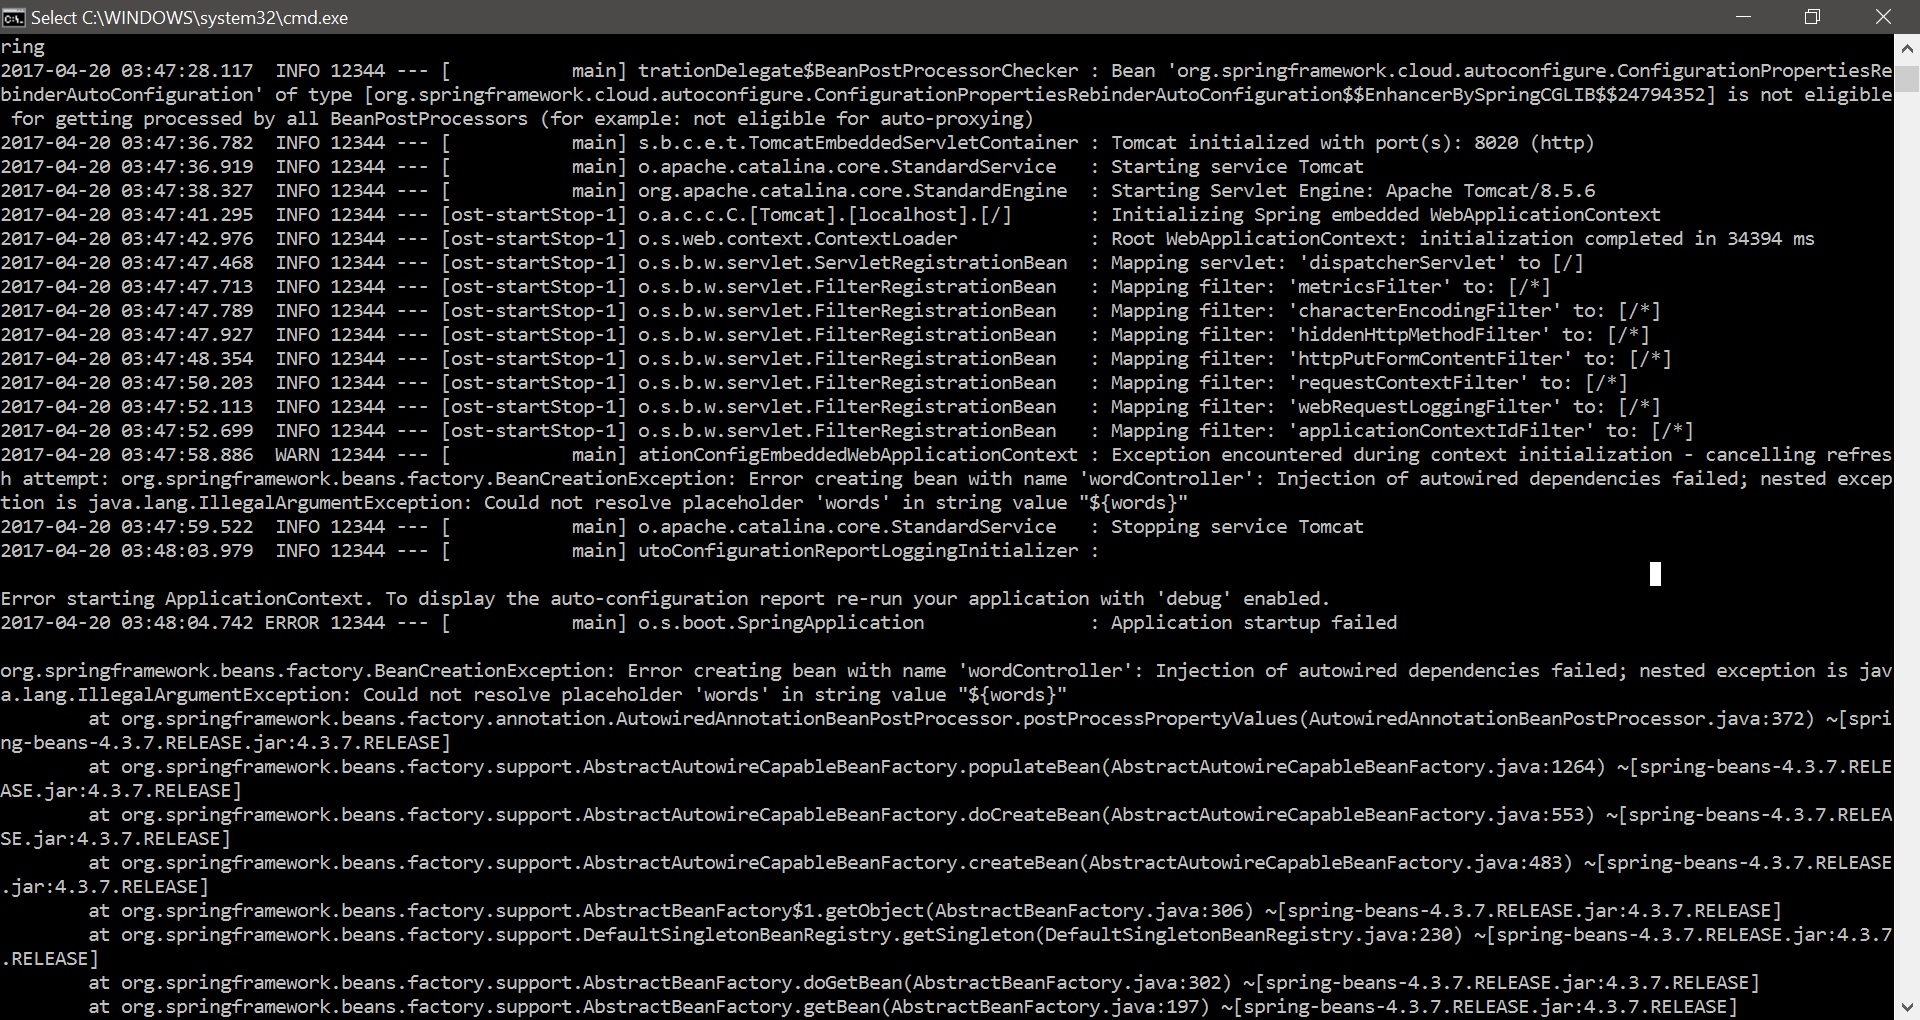 Select C:\WINDOWS\system32\cmd.exe
ring
2017-04-20 03:47:28.117  INFO 12344 --- [           main] trationDelegate$BeanPostProcessorChecker : Bean 'org.springframework.cloud.autoconfigure.ConfigurationPropertiesRe
binderAutoConfiguration' of type [org.springframework.cloud.autoconfigure.ConfigurationPropertiesRebinderAutoConfiguration$$EnhancerBySpringCGLIB$$24794352] is not eligible
 for getting processed by all BeanPostProcessors (for example: not eligible for auto-proxying)
2017-04-20 03:47:36.782  INFO 12344 --- [           main] s.b.c.e.t.TomcatEmbeddedServletContainer : Tomcat initialized with port(s): 8020 (http)
2017-04-20 03:47:36.919  INFO 12344 --- [           main] o.apache.catalina.core.StandardService   : Starting service Tomcat
2017-04-20 03:47:38.327  INFO 12344 --- [           main] org.apache.catalina.core.StandardEngine  : Starting Servlet Engine: Apache Tomcat/8.5.6
2017-04-20 03:47:41.295  INFO 12344 --- [ost-startStop-1] o.a.c.c.C.[Tomcat].[localhost].[/]       : Initializing Spring embedded WebApplicationContext
2017-04-20 03:47:42.976  INFO 12344 --- [ost-startStop-1] o.s.web.context.ContextLoader            : Root WebApplicationContext: initialization completed in 34394 ms
2017-04-20 03:47:47.468  INFO 12344 --- [ost-startStop-1] o.s.b.w.servlet.ServletRegistrationBean  : Mapping servlet: 'dispatcherServlet' to [/]
2017-04-20 03:47:47.713  INFO 12344 --- [ost-startStop-1] o.s.b.w.servlet.FilterRegistrationBean   : Mapping filter: 'metricsFilter' to: [/*]
2017-04-20 03:47:47.789  INFO 12344 --- [ost-startStop-1] o.s.b.w.servlet.FilterRegistrationBean   : Mapping filter: 'characterEncodingFilter' to: [/*]
2017-04-20 03:47:47.927  INFO 12344 --- [ost-startStop-1] o.s.b.w.servlet.FilterRegistrationBean   : Mapping filter: 'hiddenHttpMethodFilter' to: [/*]
2017-04-20 03:47:48.354  INFO 12344 --- [ost-startStop-1] o.s.b.w.servlet.FilterRegistrationBean   : Mapping filter: 'httpPutFormContentFilter' to: [/*]
2017-04-20 03:47:50.203  INFO 12344 --- [ost-startStop-1] o.s.b.w.servlet.FilterRegistrationBean   : Mapping filter: 'requestContextFilter' to: [/*]
2017-04-20 03:47:52.113  INFO 12344 --- [ost-startStop-1] o.s.b.w.servlet.FilterRegistrationBean   : Mapping filter: 'webRequestLoggingFilter' to: [/*]
2017-04-20 03:47:52.699  INFO 12344 --- [ost-startStop-1] o.s.b.w.servlet.FilterRegistrationBean   : Mapping filter: 'applicationContextIdFilter' to: [/*]
2017-04-20 03:47:58.886  WARN 12344 --- [           main] ationConfigEmbeddedWebApplicationContext : Exception encountered during context initialization - cancelling refres
h attempt: org.springframework.beans.factory.BeanCreationException: Error creating bean with name 'wordController': Injection of autowired dependencies failed; nested excep
tion is java.lang.IllegalArgumentException: Could not resolve placeholder 'words' in string value "${words}"
2017-04-20 03:47:59.522  INFO 12344 --- [           main] o.apache.catalina.core.StandardService   : Stopping service Tomcat
2017-04-20 03:48:03.979  INFO 12344 --- [           main] utoConfigurationReportLoggingInitializer :
Error starting ApplicationContext. To display the auto-configuration report re-run your application with 'debug' enabled.
2017-04-20 03:48:04.742 ERROR 12344 --- [           main] o.s.boot.SpringApplication               : Application startup failed
org.springframework.beans.factory.BeanCreationException: Error creating bean with name 'wordController': Injection of autowired dependencies failed; nested exception is jav
a.lang.IllegalArgumentException: Could not resolve placeholder 'words' in string value "${words}"
        at org.springframework.beans.factory.annotation.AutowiredAnnotationBeanPostProcessor.postProcessPropertyValues(AutowiredAnnotationBeanPostProcessor.java:372) ~[spri
ng-beans-4.3.7.RELEASE.jar:4.3.7.RELEASE]
        at org.springframework.beans.factory.support.AbstractAutowireCapableBeanFactory.populateBean(AbstractAutowireCapableBeanFactory.java:1264) ~[spring-beans-4.3.7.RELE
ASE.jar:4.3.7.RELEASE]
        at org.springframework.beans.factory.support.AbstractAutowireCapableBeanFactory.doCreateBean(AbstractAutowireCapableBeanFactory.java:553) ~[spring-beans-4.3.7.RELEA
SE.jar:4.3.7.RELEASE]
        at org.springframework.beans.factory.support.AbstractAutowireCapableBeanFactory.createBean(AbstractAutowireCapableBeanFactory.java:483) ~[spring-beans-4.3.7.RELEASE
.jar:4.3.7.RELEASE]
        at org.springframework.beans.factory.support.AbstractBeanFactory$1.getObject(AbstractBeanFactory.java:306) ~[spring-beans-4.3.7.RELEASE.jar:4.3.7.RELEASE]
        at org.springframework.beans.factory.support.DefaultSingletonBeanRegistry.getSingleton(DefaultSingletonBeanRegistry.java:230) ~[spring-beans-4.3.7.RELEASE.jar:4.3.7
.RELEASE]
        at org.springframework.beans.factory.support.AbstractBeanFactory.doGetBean(AbstractBeanFactory.java:302) ~[spring-beans-4.3.7.RELEASE.jar:4.3.7.RELEASE]
        at org.springframework.beans.factory.support.AbstractBeanFactory.getBean(AbstractBeanFactory.java:197) ~[spring-beans-4.3.7.RELEASE.jar:4.3.7.RELEASE]